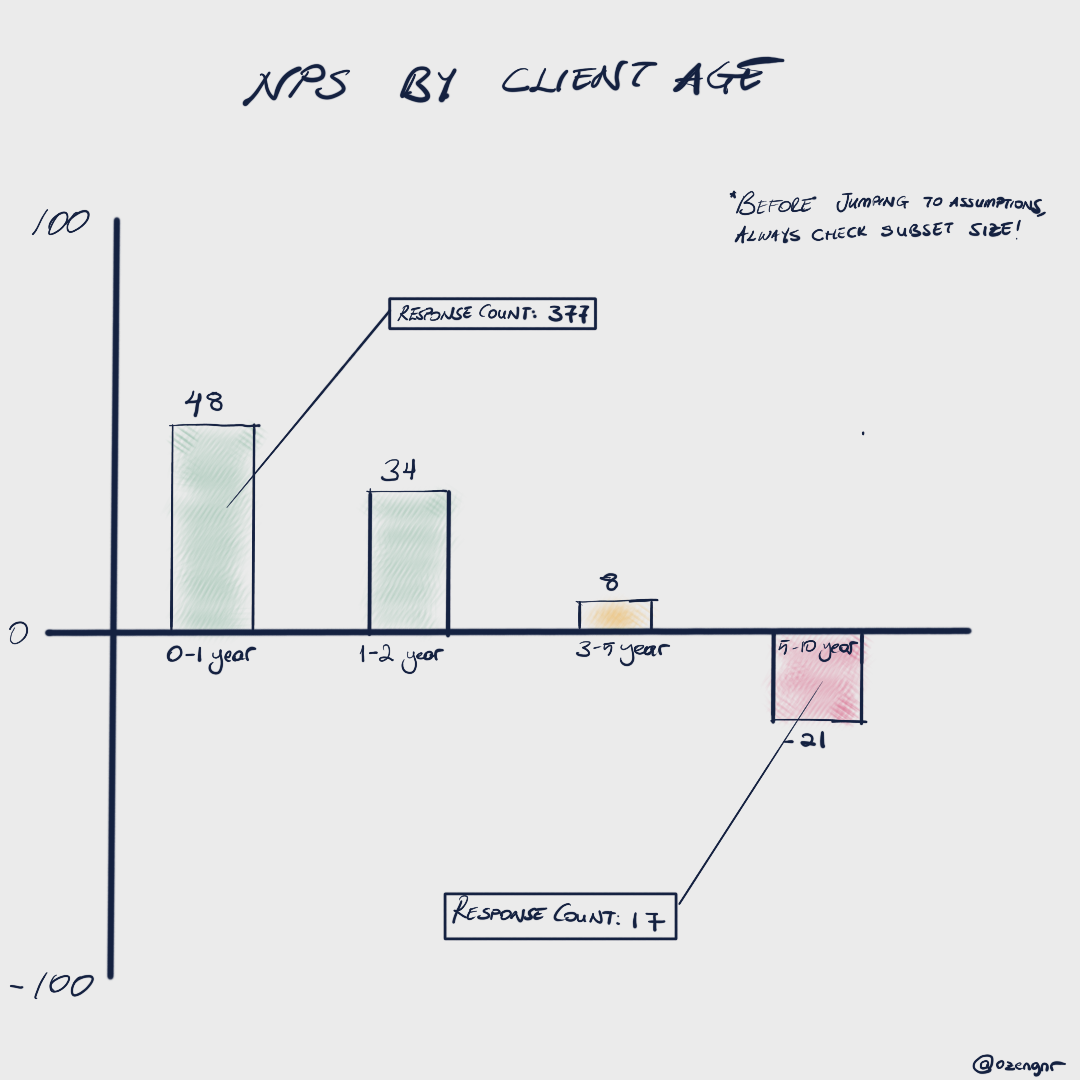 NPS BY CLIENT AGE
*BEFORE JUMPING TO ASSUMPTIONS,
ALWAYS CHECK SUBSET SIZE!
100
RESPONSE COUNT: 377
48
34
8
0
0-1 year
1-2 year
3-5 year
5-10 year
-21
RESPONSE COUNT: 17
-100
@ozengnr